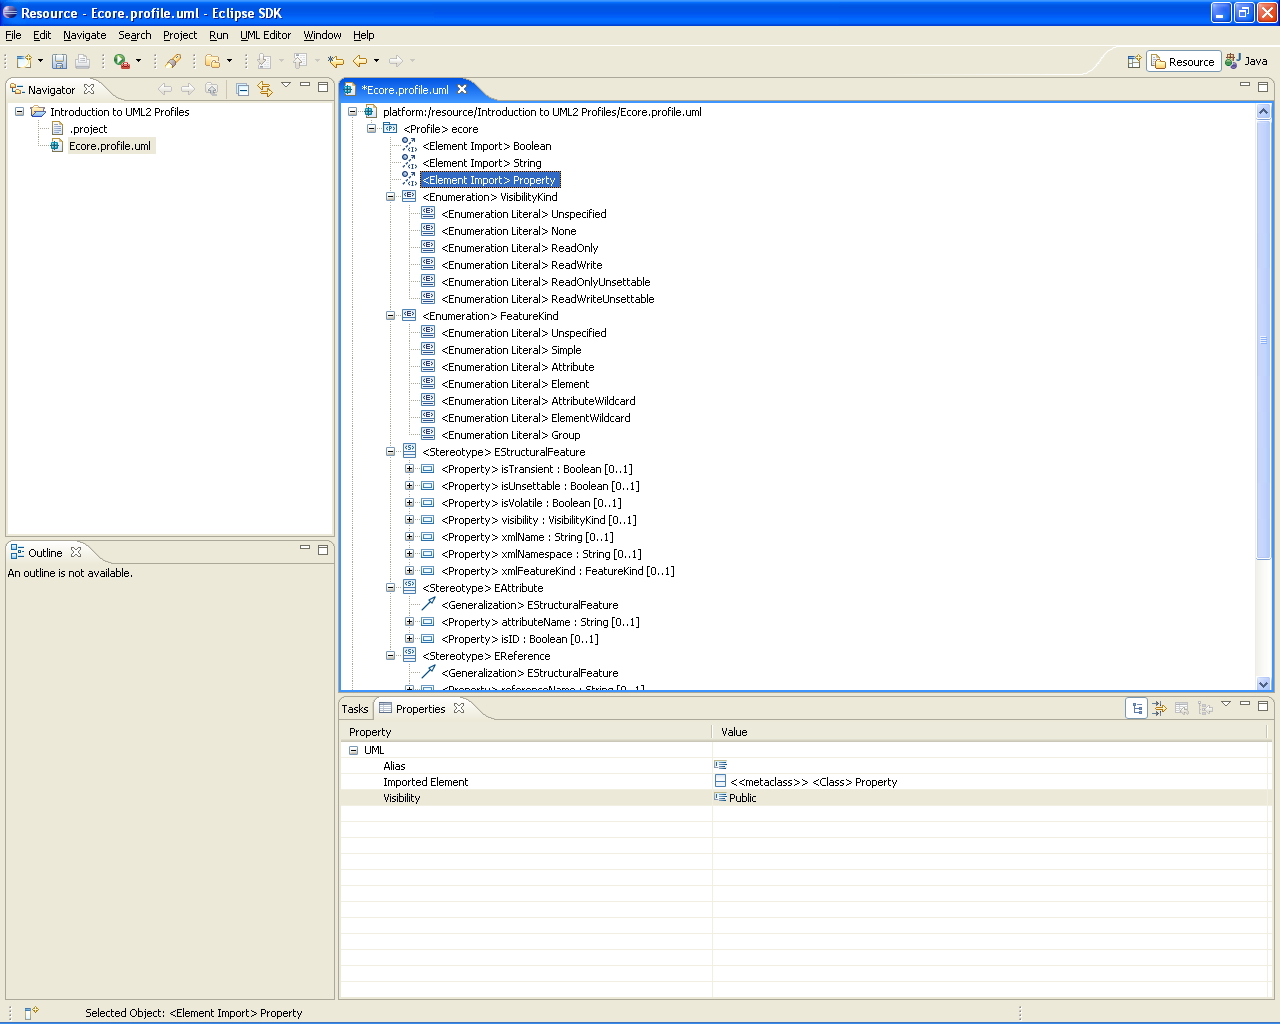 Resource - Ecore.profile.uml - Eclipse SDK
File Edit Navigate Search Project Run UML Editor Window Help
Resource Java
Navigator
Introduction to UML2 Profiles
.project
Ecore.profile.uml
*Ecore.profile.uml
platform:/resource/Introduction to UML2 Profiles/Ecore.profile.uml
<Profile> ecore
<Element Import> Boolean
<Element Import> String
<Element Import> Property
<Enumeration> VisibilityKind
<Enumeration Literal> Unspecified
<Enumeration Literal> None
<Enumeration Literal> ReadOnly
<Enumeration Literal> ReadWrite
<Enumeration Literal> ReadOnlyUnsettable
<Enumeration Literal> ReadWriteUnsettable
<Enumeration> FeatureKind
<Enumeration Literal> Unspecified
<Enumeration Literal> Simple
<Enumeration Literal> Attribute
<Enumeration Literal> Element
<Enumeration Literal> AttributeWildcard
<Enumeration Literal> ElementWildcard
<Enumeration Literal> Group
<Stereotype> EStructuralFeature
<Property> isTransient : Boolean [0..1]
<Property> isUnsettable : Boolean [0..1]
<Property> isVolatile : Boolean [0..1]
<Property> visibility : VisibilityKind [0..1]
<Property> xmlName : String [0..1]
<Property> xmlNamespace : String [0..1]
<Property> xmlFeatureKind : FeatureKind [0..1]
<Stereotype> EAttribute
<Generalization> EStructuralFeature
<Property> attributeName : String [0..1]
<Property> isID : Boolean [0..1]
<Stereotype> EReference
<Generalization> EStructuralFeature
<Property> referenceName : String [0..1]
Outline
An outline is not available.
Tasks Properties
Property Value
UML
Alias
Imported Element <<metaclass>> <Class> Property
Visibility Public
Selected Object: <Element Import> Property